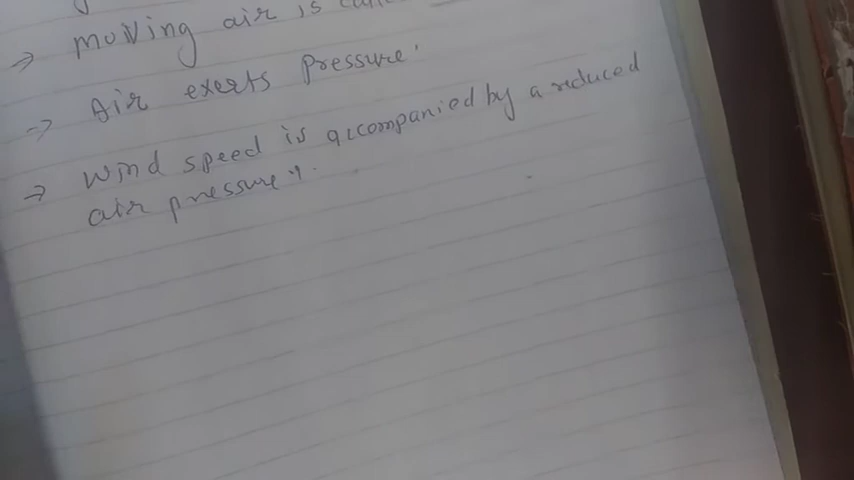 → moving air is
→ Air exerts pressure.
→ wind speed is accompanied by a reduced
air pressure.